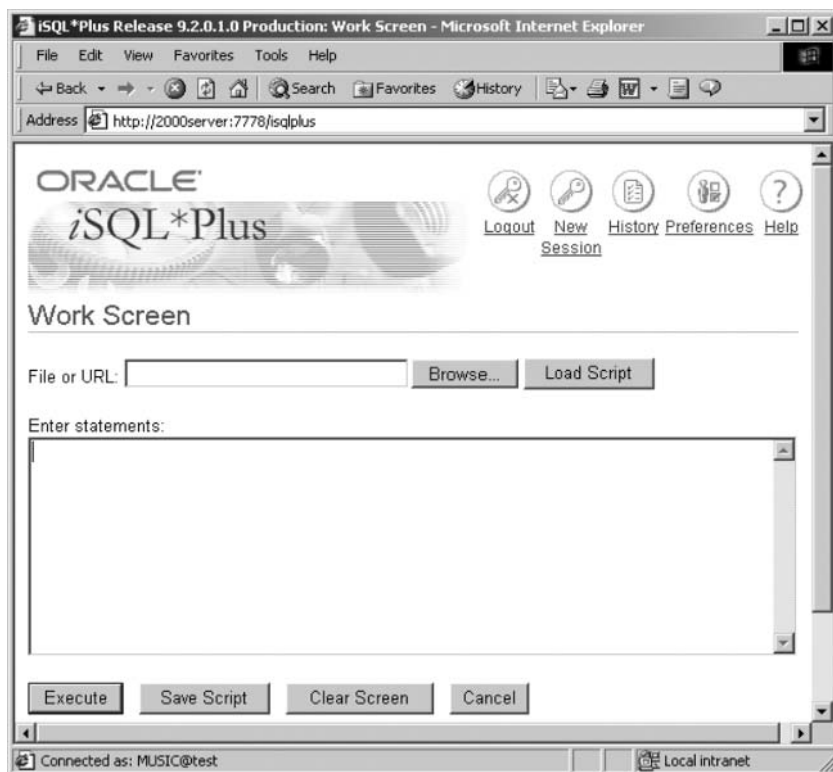 iSQL*Plus Release 9.2.0.1.0 Production: Work Screen - Microsoft Internet Explorer
File Edit View Favorites Tools Help
Back Search Favorites History
Address http://2000server:7778/isqlplus
ORACLE'
iSQL*Plus
Logout New Session History Preferences Help
Work Screen
File or URL: Browse... Load Script
Enter statements:
Execute Save Script Clear Screen Cancel
Connected as: MUSIC@test Local intranet